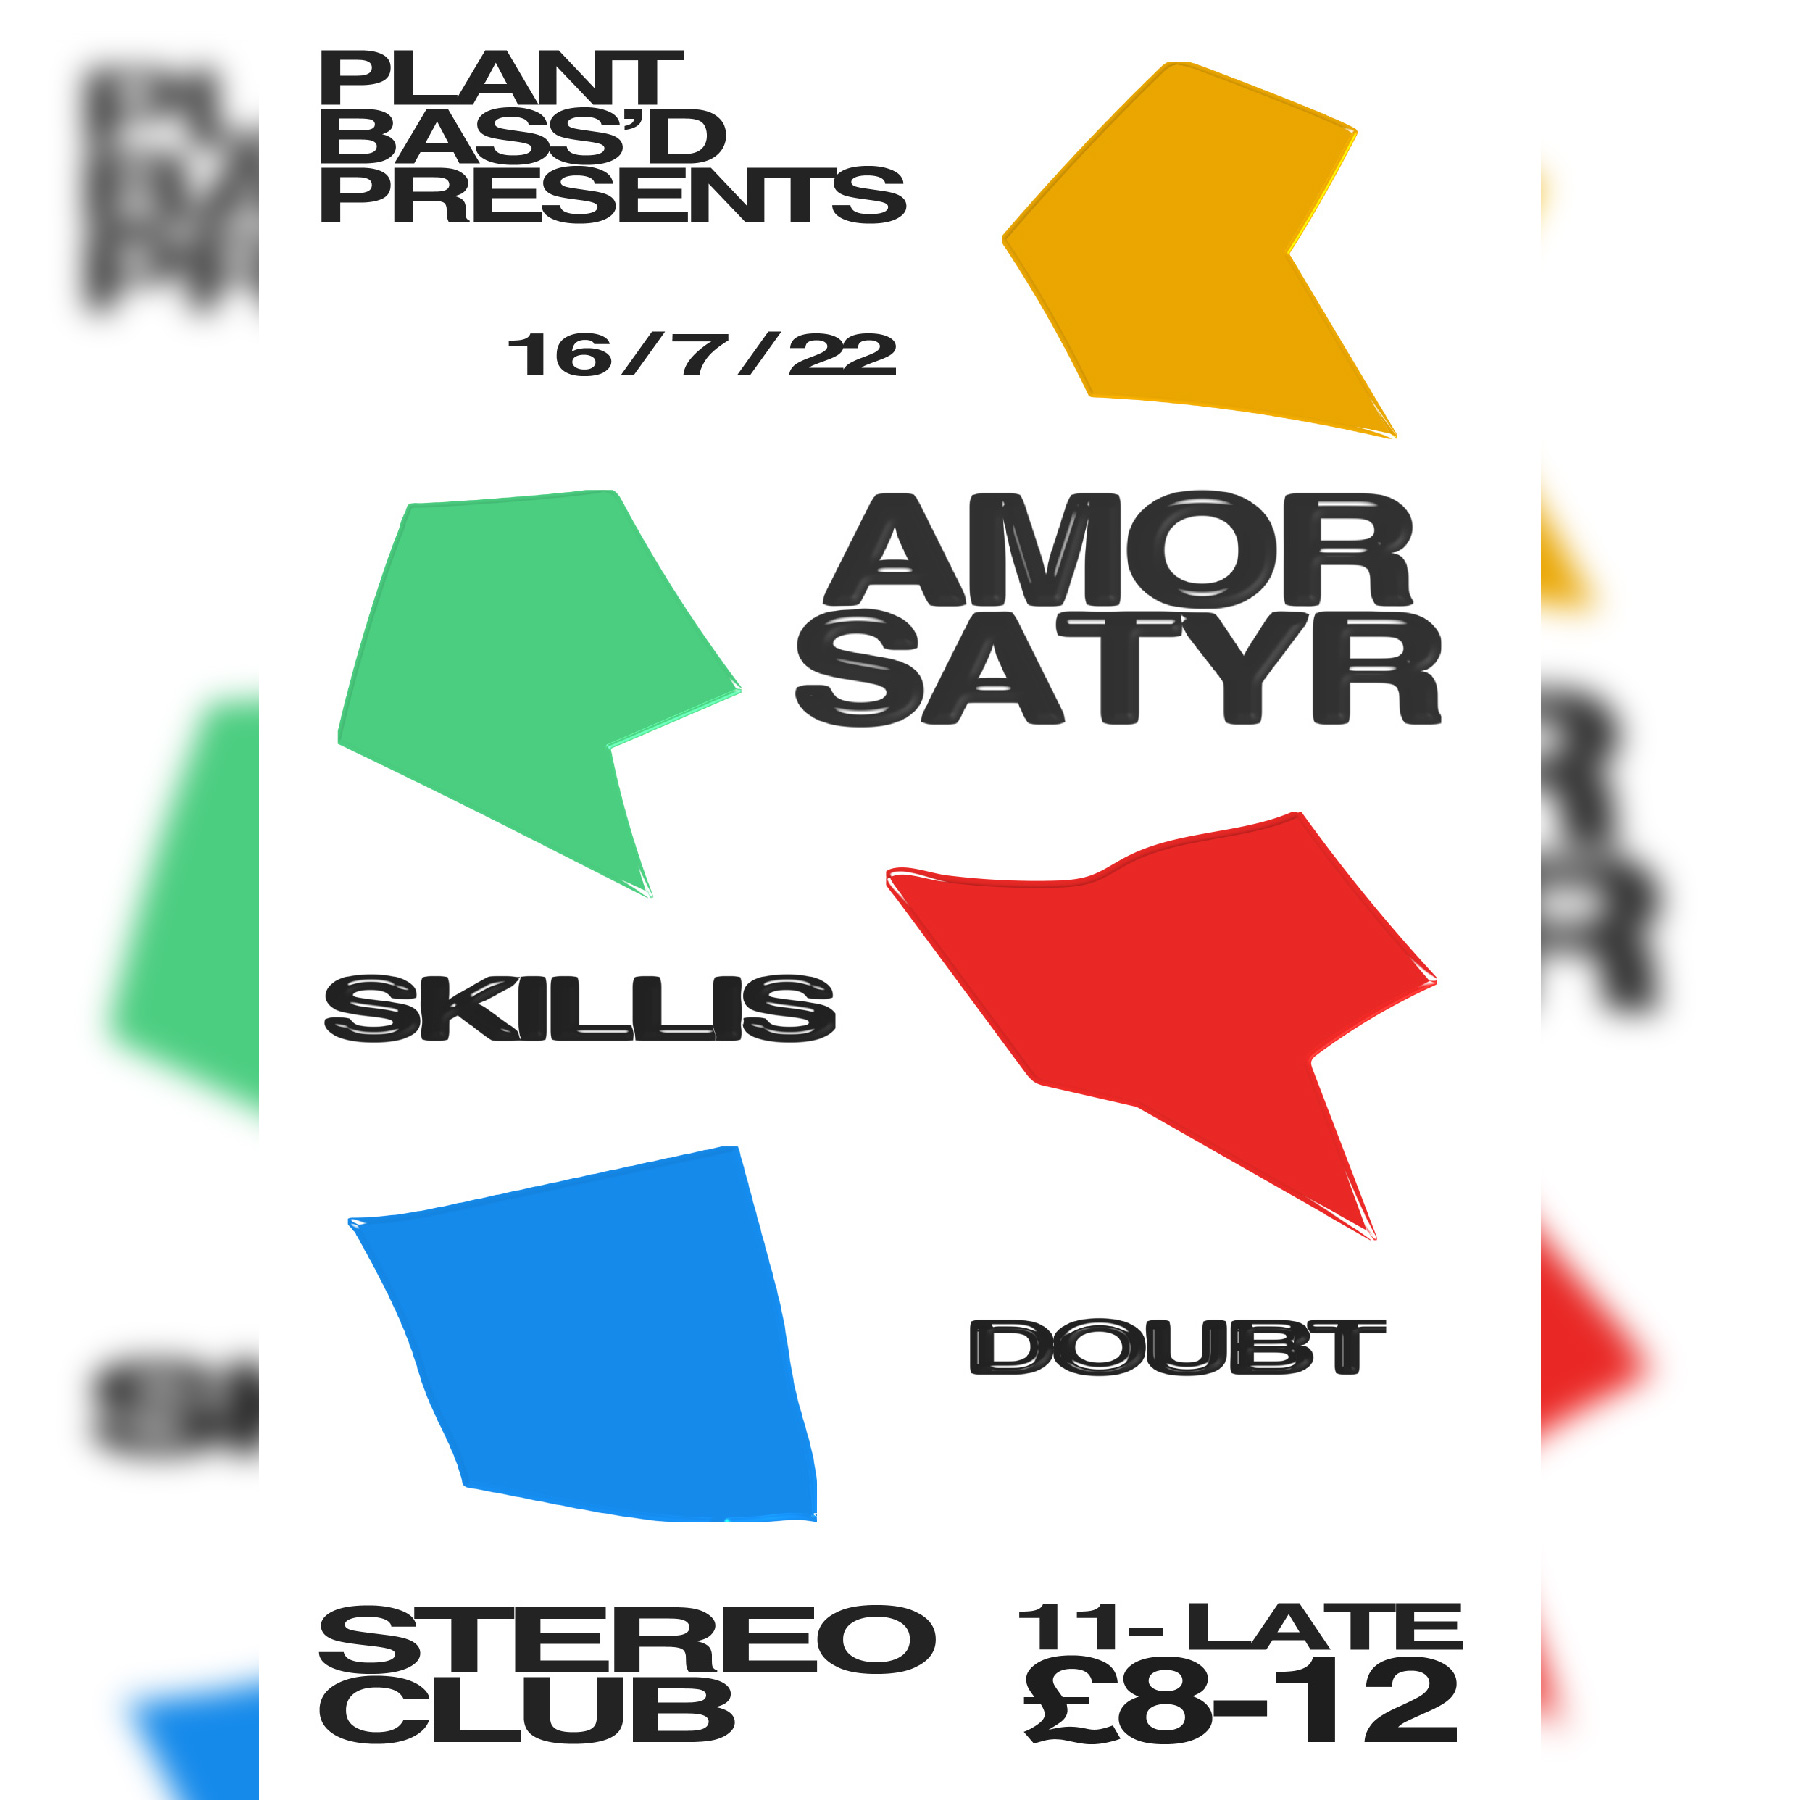 PLANT
BASS'D
PRESENTS
16/7/22
AMOR
SATYR
SKILLIS
DOUBT
STEREO
CLUB
11- LATE
£8-12